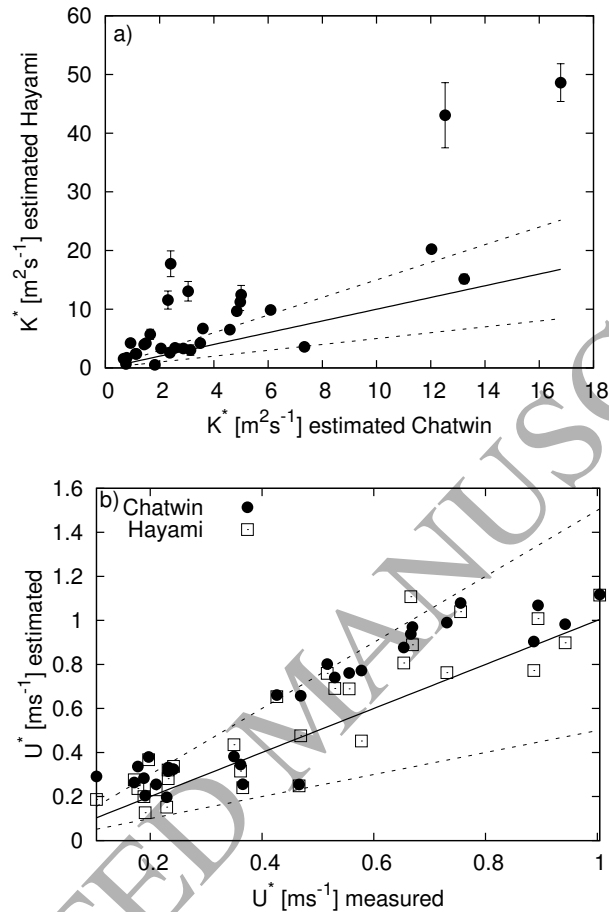 a)
60
50
40
30
20
10
0
K* [m²s⁻¹] estimated Hayami
0 2 4 6 8 10 12 14 16 18
K* [m²s⁻¹] estimated Chatwin
b)
Chatwin
Hayami
1.6
1.4
1.2
1
0.8
0.6
0.4
0.2
0
U* [ms⁻¹] estimated
0.2 0.4 0.6 0.8 1
U* [ms⁻¹] measured
TED MANUSC